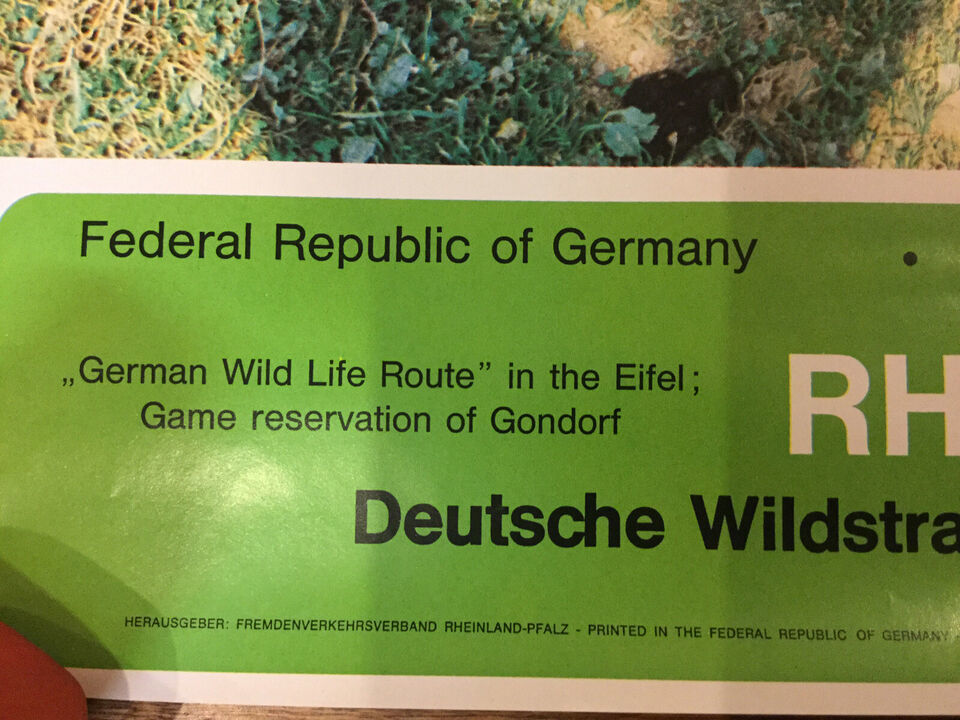 Federal Republic of Germany •
„German Wild Life Route” in the Eifel;
Game reservation of Gondorf
RH
Deutsche Wildstra
HERAUSGEBER: FREMDENVERKEHRSVERBAND RHEINLAND-PFALZ - PRINTED IN THE FEDERAL REPUBLIC OF GERMANY -